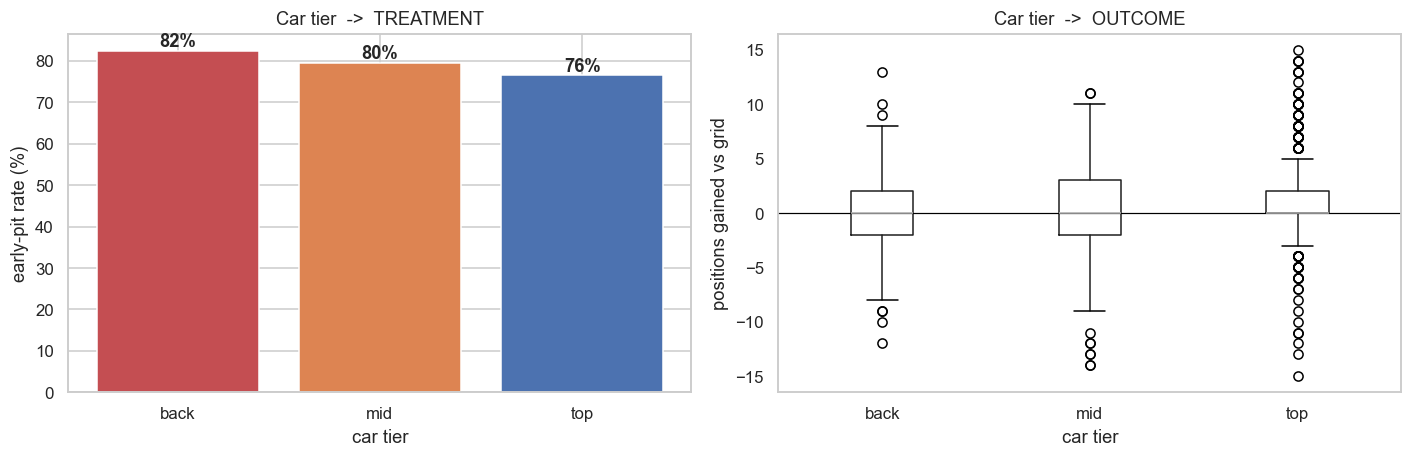 Car tier -> TREATMENT
82%
80%
76%
80
70
60
50
40
30
20
10
0
early-pit rate (%)
back mid top
car tier
Car tier -> OUTCOME
15
10
5
0
−5
−10
−15
positions gained vs grid
back mid top
car tier